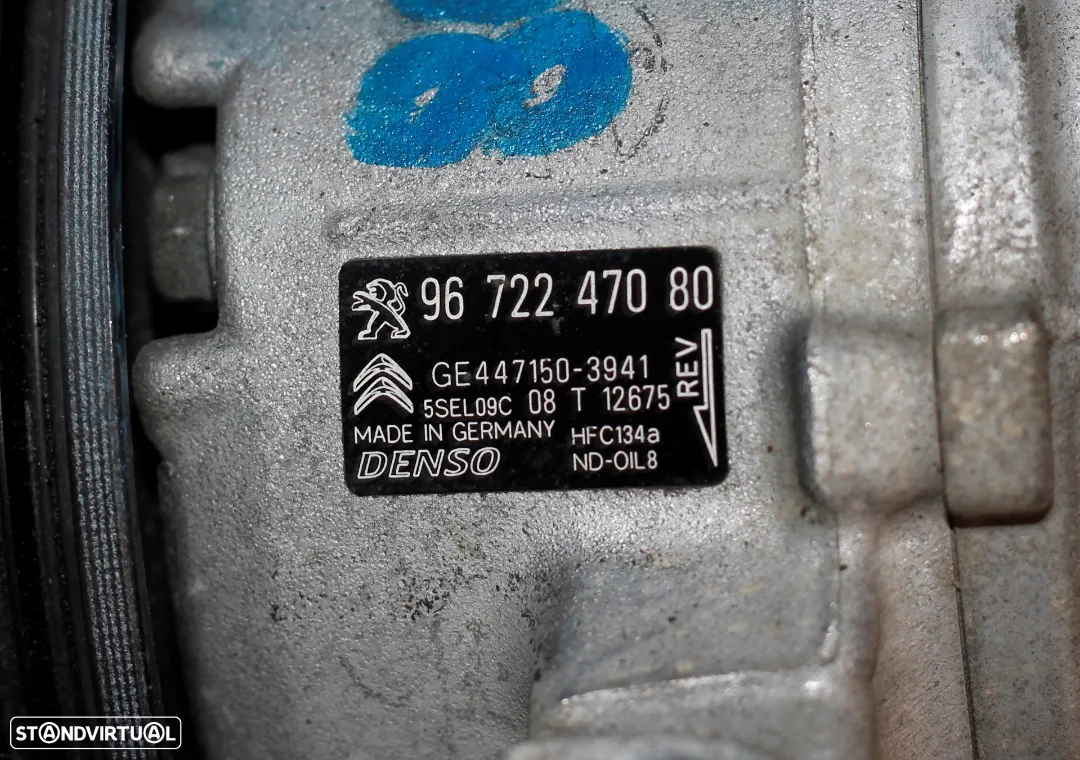 96 722 470 80
GE447150-3941
5SEL09C 08 T 12675
REV
MADE IN GERMANY
HFC134a
DENSO
ND-OIL8
STANDVIRTUAL